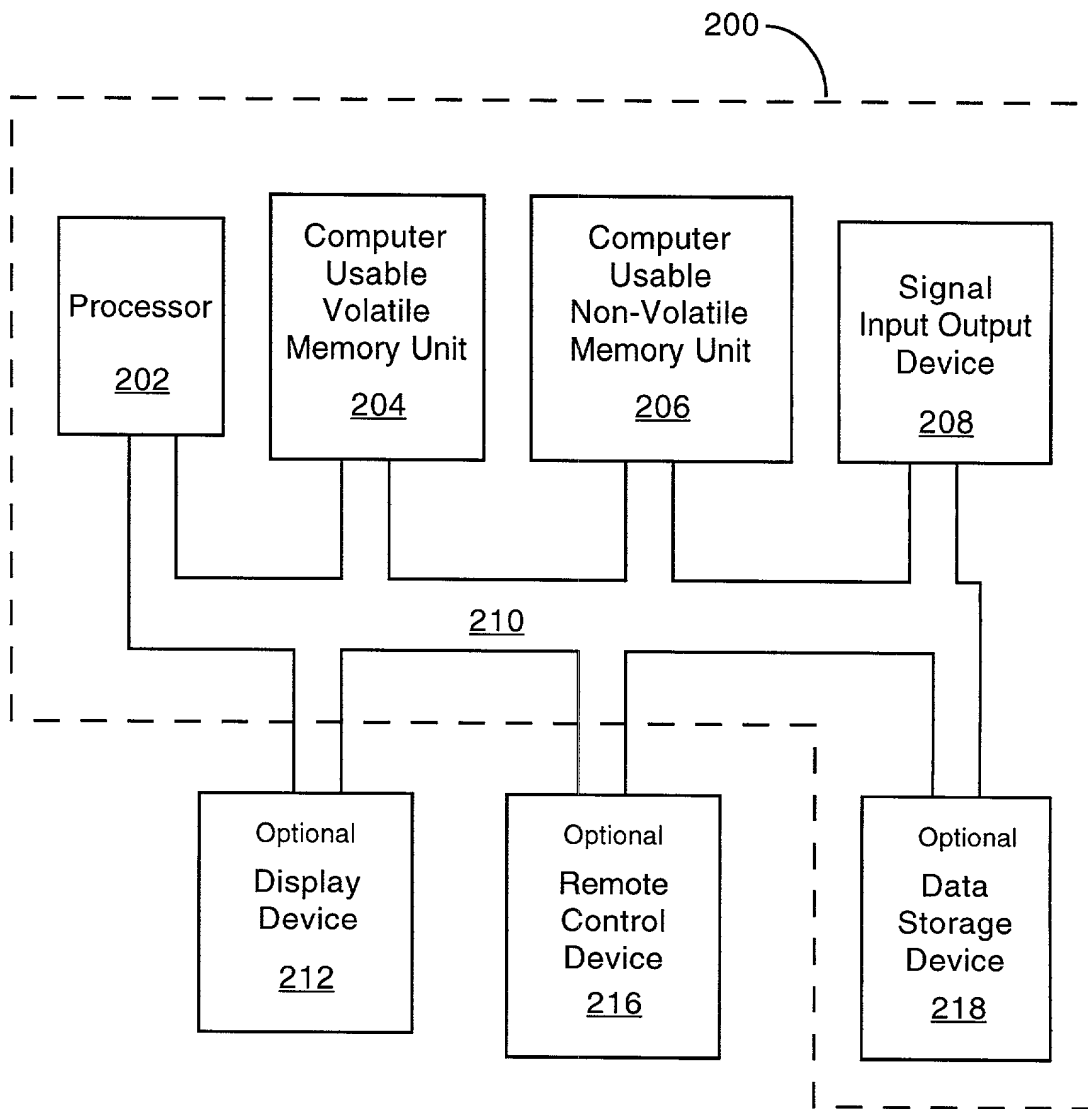 200
Processor
202
Computer
Usable
Volatile
Memory Unit
204
Computer
Usable
Non-Volatile
Memory Unit
206
Signal
Input Output
Device
208
210
Optional
Display
Device
212
Optional
Remote
Control
Device
216
Optional
Data
Storage
Device
218